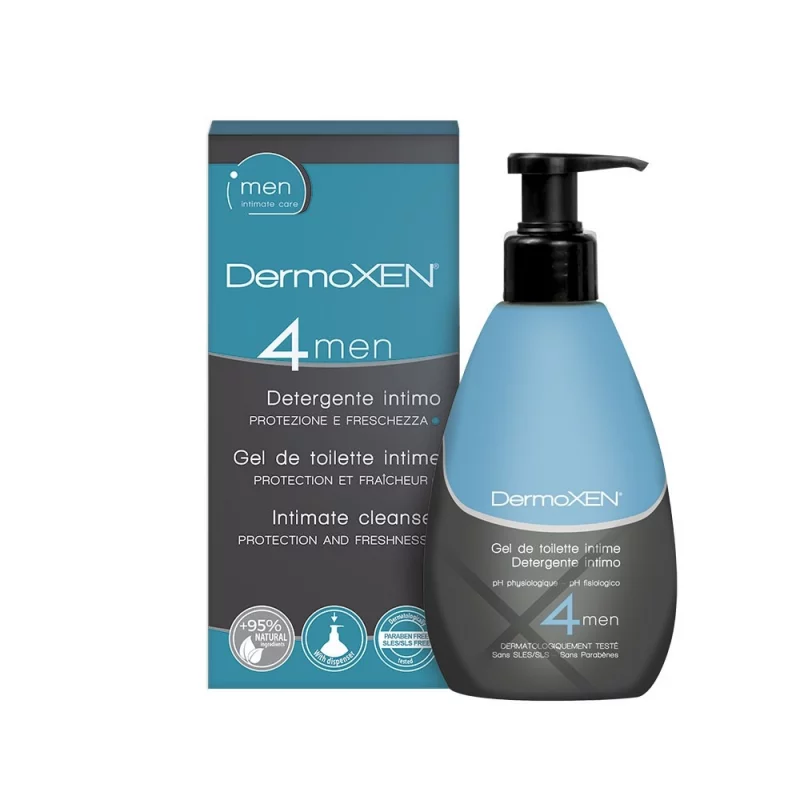 men
intimate care
DermoXEN®
4men
Detergente intimo
PROTEZIONE E FRESCHEZZA
Gel de toilette intime
PROTECTION ET FRAÎCHEUR
Intimate cleanse
PROTECTION AND FRESHNESS
+95%
NATURAL
ingredients
With dispenser
Dermatologically
PARABEN FREE
SLES/SLS FREE
tested
DermoXEN®
Gel de toilette intime
Detergente intimo
pH physiologique - pH fisiologico
4men
DERMATOLOGIQUEMENT TESTÉ
Sans SLES/SLS - Sans Parabènes